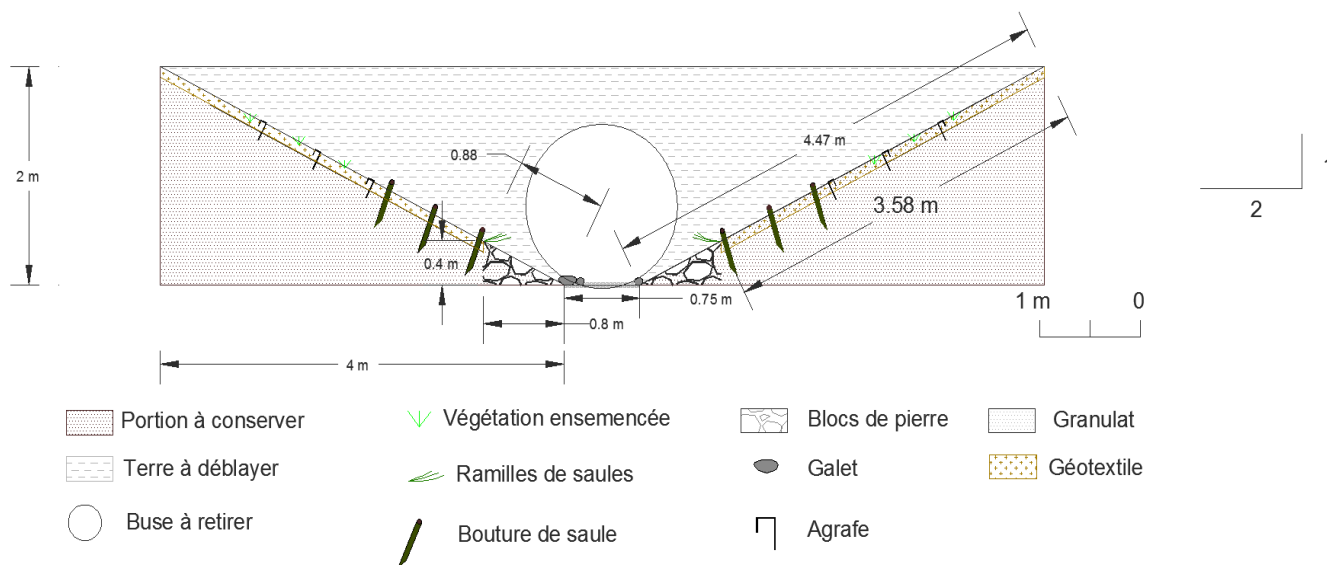 4.47 m
0.88
2 m
3.58 m
1
2
0.4 m
0.75 m
1 m 0
0.8 m
4 m
Portion à conserver
Végétation ensemencée
Blocs de pierre
Granulat
Terre à déblayer
Ramilles de saules
Galet
Géotextile
Buse à retirer
Bouture de saule
Agrafe